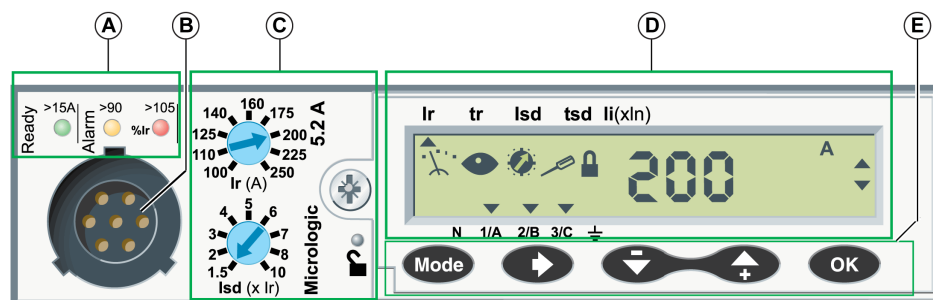 A B C D E
Ready >15A Alarm >90 >105
%Ir
160
140 175
125 200
110 225
100 250
Ir (A)
5.2 A
5
4 6
3 7
2 8
1.5 10
Isd (x Ir)
Micrologic
Ir tr Isd tsd Ii(xIn)
200 A
N 1/A 2/B 3/C
Mode - + OK